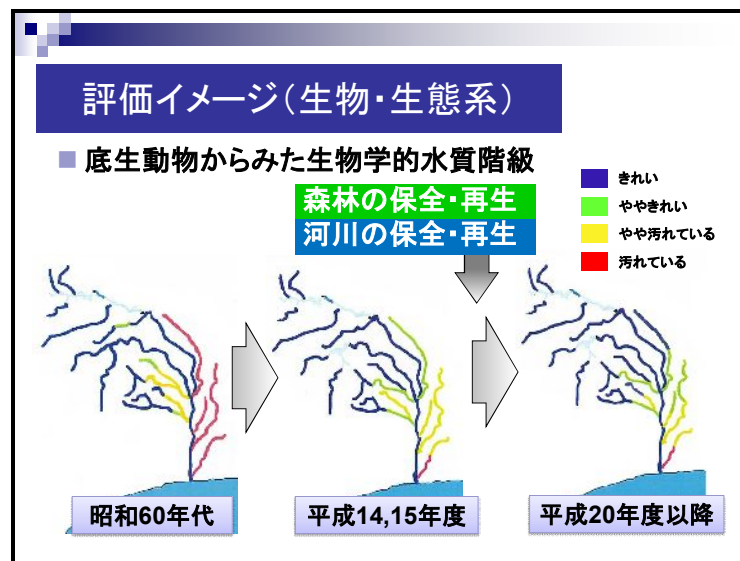 評価イメージ（生物・生態系）
底生動物からみた生物学的水質階級
森林の保全・再生
河川の保全・再生
きれい
ややきれい
やや汚れている
汚れている
昭和60年代
平成14,15年度
平成20年度以降